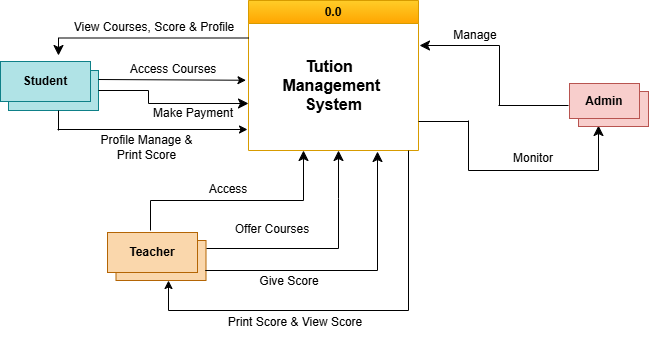 0.0
View Courses, Score & Profile
Tution
Management
System
Manage
Student
Access Courses
Make Payment
Profile Manage &
Print Score
Admin
Monitor
Access
Offer Courses
Teacher
Give Score
Print Score & View Score